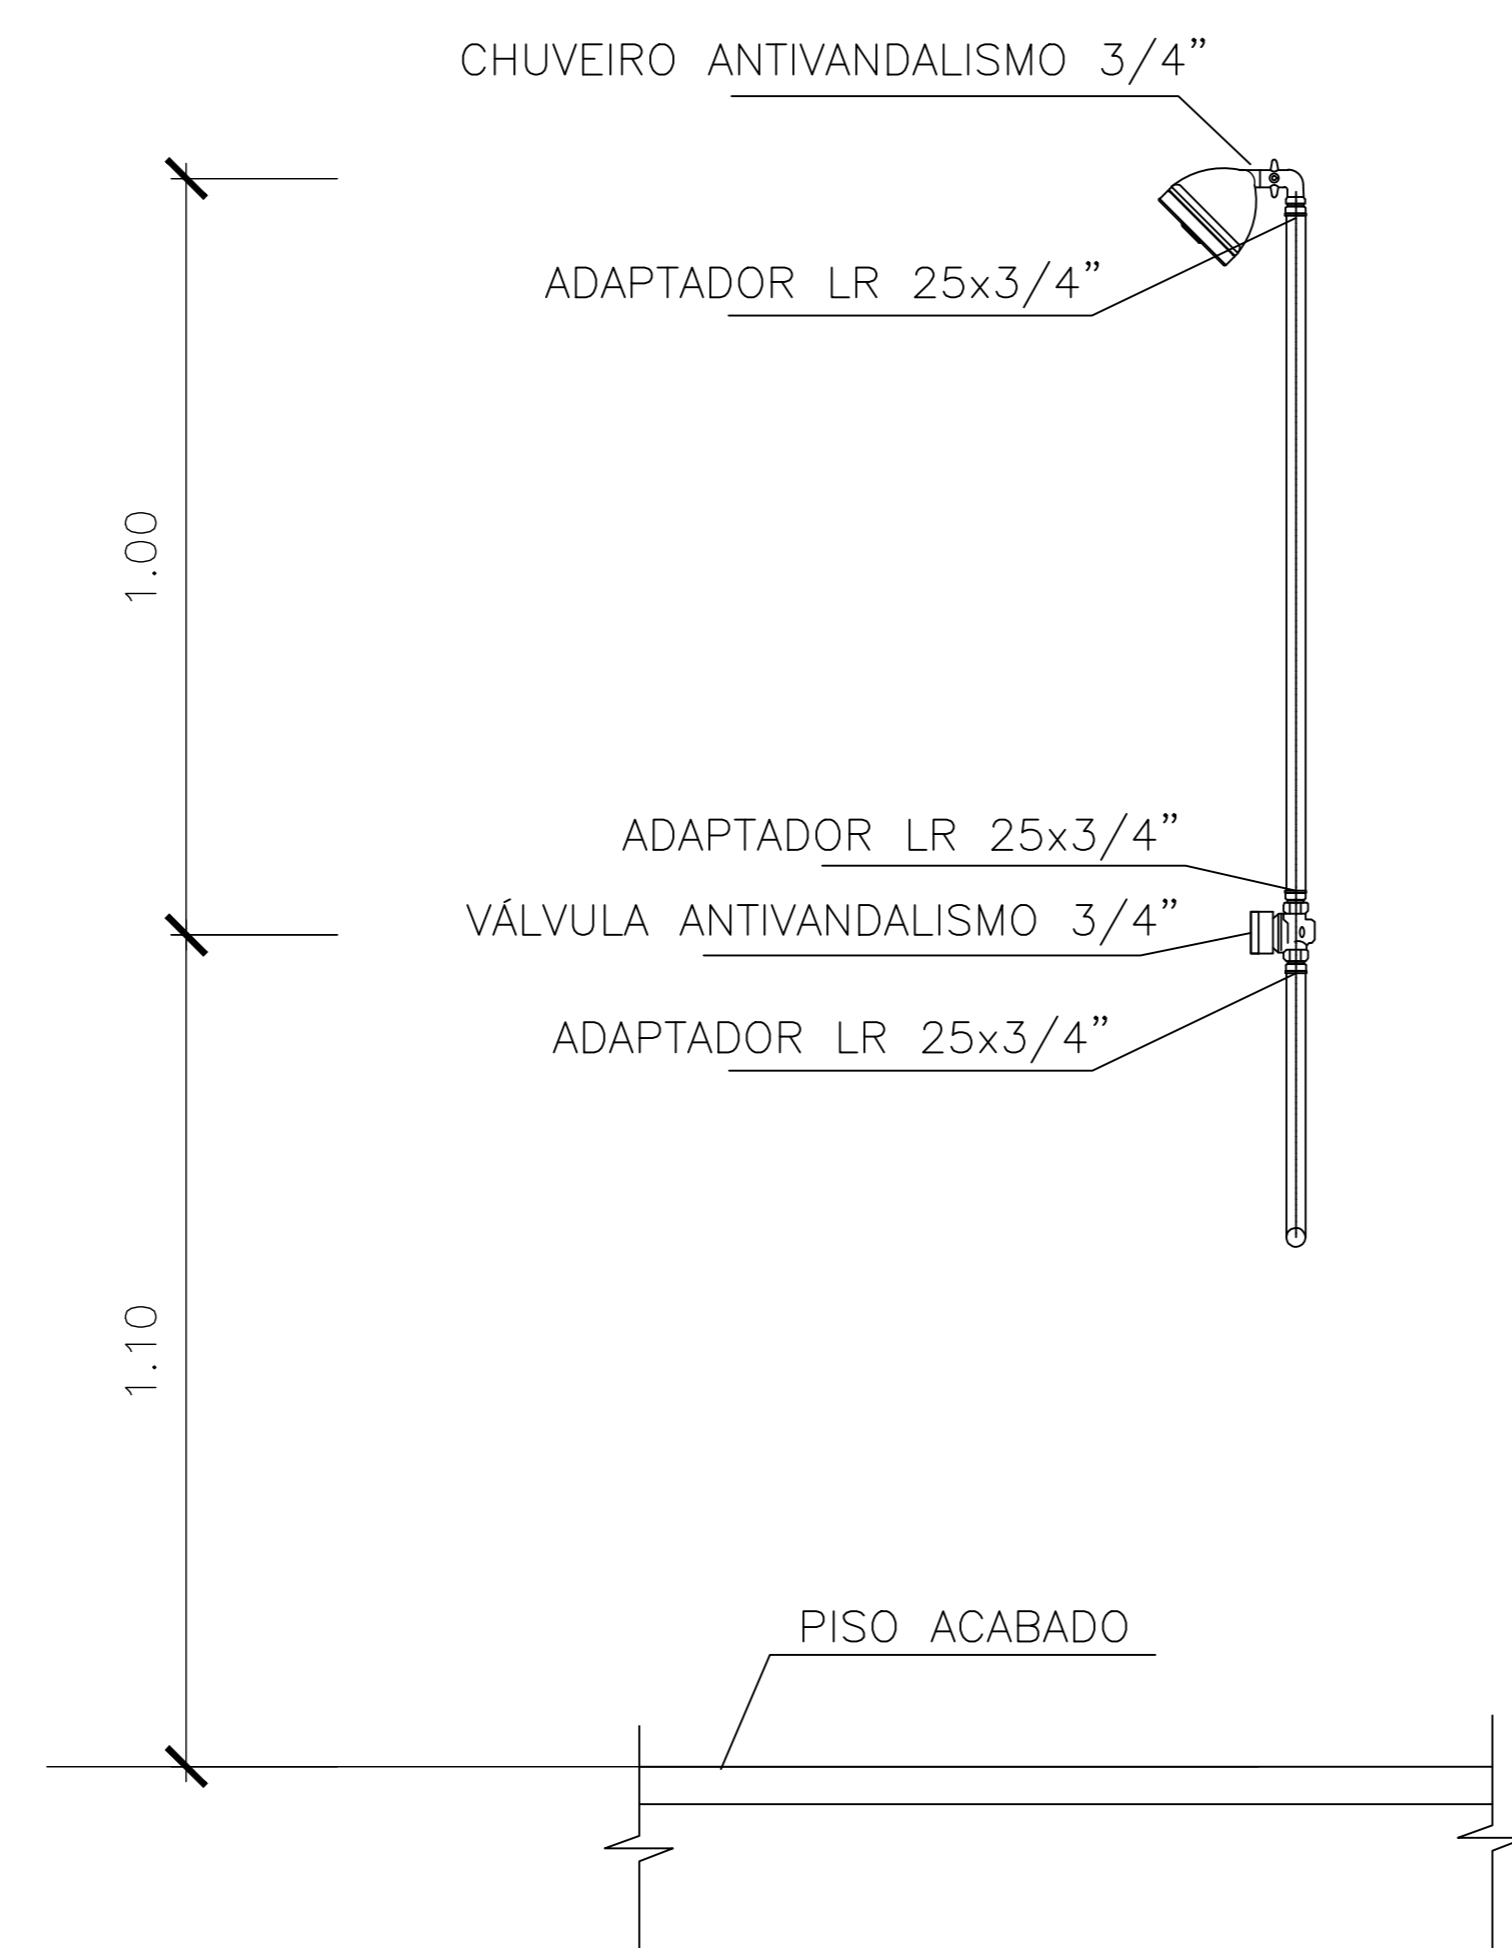 CHUVEIRO ANTIVANDALISMO 3/4”
ADAPTADOR LR 25x3/4”
1.00
ADAPTADOR LR 25x3/4”
VÁLVULA ANTIVANDALISMO 3/4”
ADAPTADOR LR 25x3/4”
1.10
PISO ACABADO